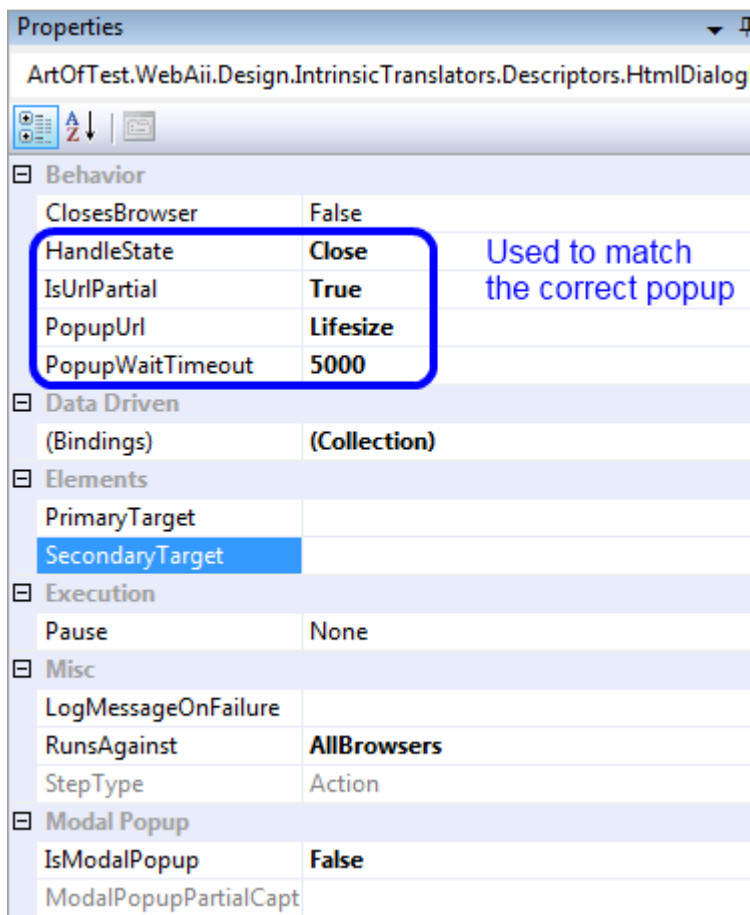 Properties
ArtOfTest.WebAii.Design.IntrinsicTranslators.Descriptors.HtmlDialog
A
Z
Behavior
ClosesBrowser False
HandleState Close
IsUrlPartial True
PopupUrl Lifesize
PopupWaitTimeout 5000
Used to match
the correct popup
Data Driven
(Bindings) (Collection)
Elements
PrimaryTarget
SecondaryTarget
Execution
Pause None
Misc
LogMessageOnFailure
RunsAgainst AllBrowsers
StepType Action
Modal Popup
IsModalPopup False
ModalPopupPartialCapt